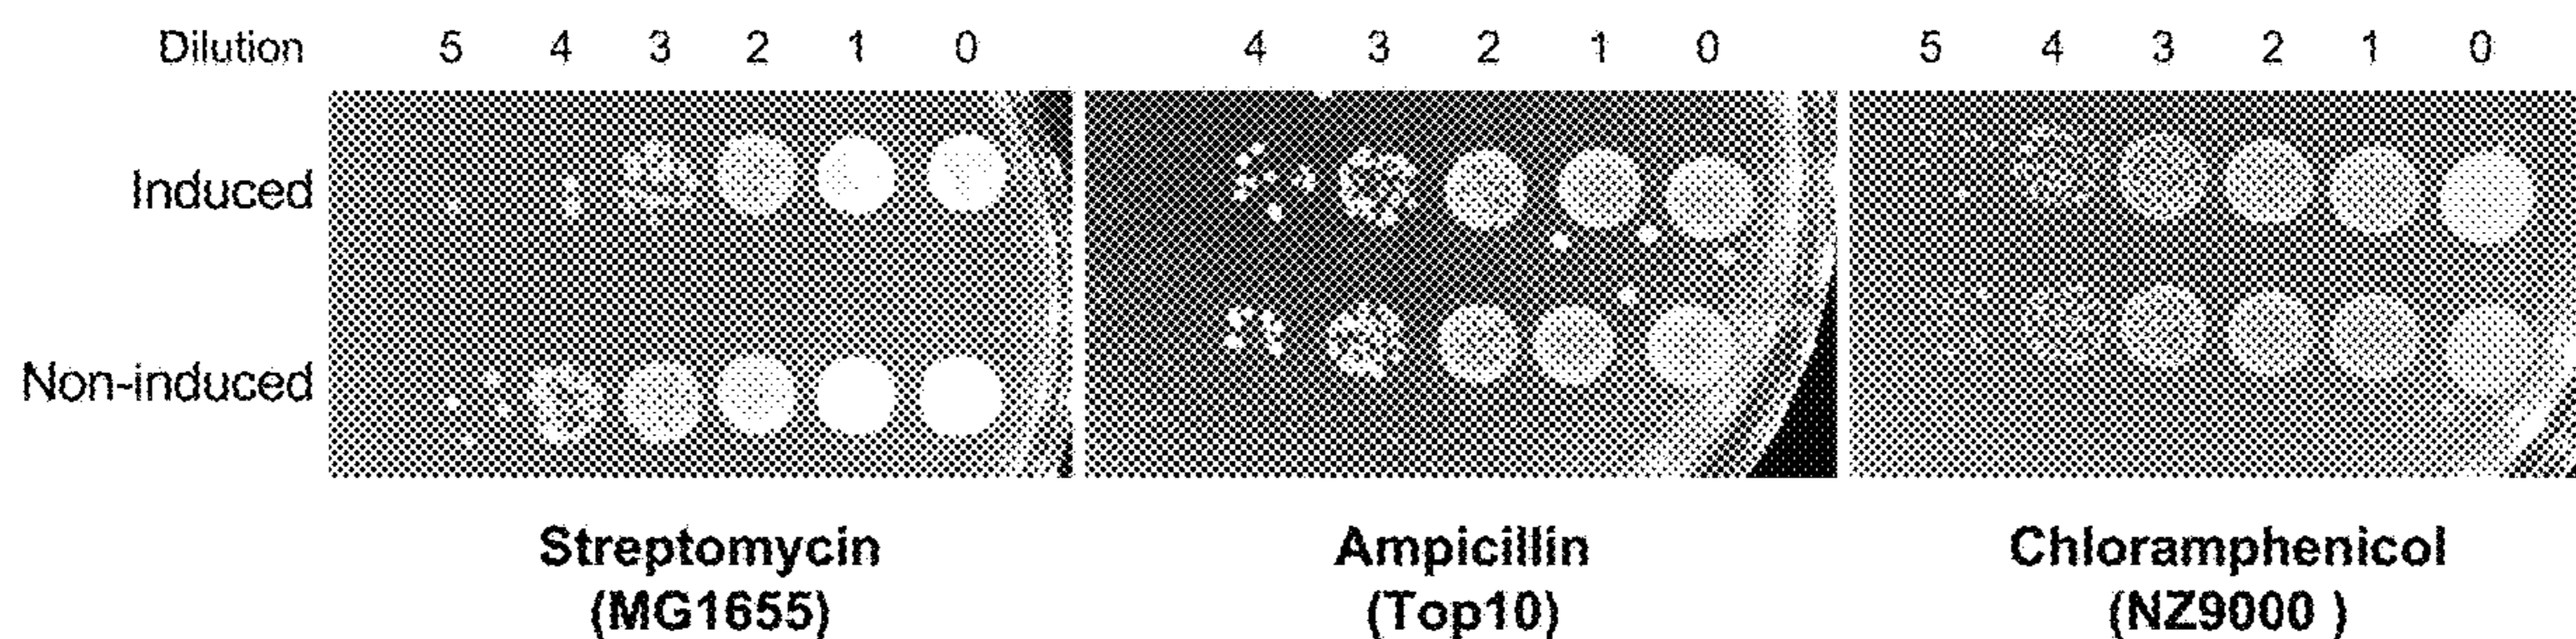 Dilution 5 4 3 2 1 0 4 3 2 1 0 5 4 3 2 1 0
Induced
Non-induced
Streptomycin Ampicillin Chloramphenicol
(MG1655) (Top10) (NZ9000 )